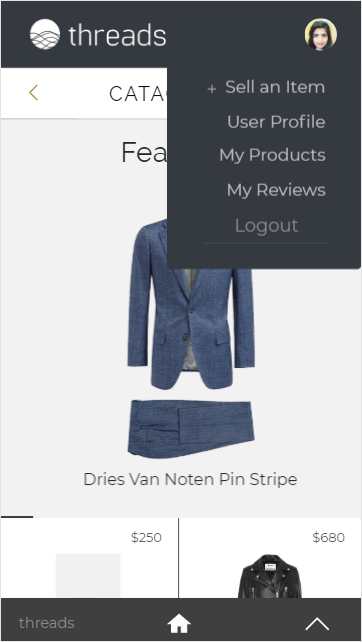 threads
+ Sell an Item
CATA
User Profile
Fea
My Products
My Reviews
Logout
Dries Van Noten Pin Stripe
$250
$680
threads